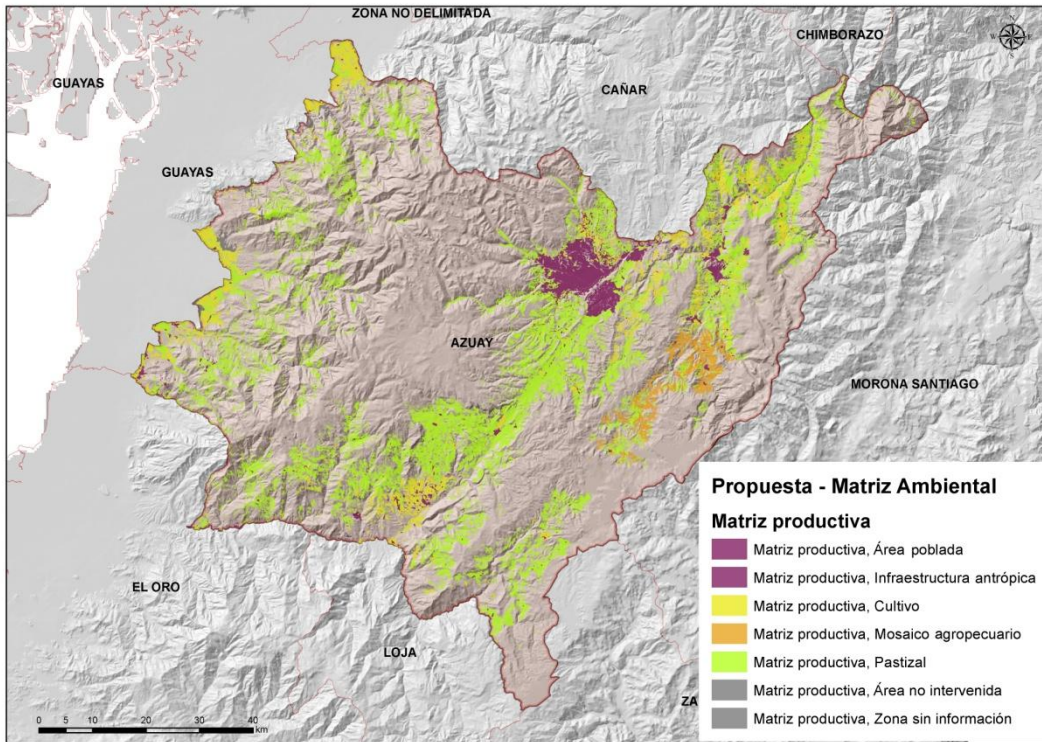 ZONA NO DELIMITADA
CHIMBORAZO
N
W E
S
GUAYAS
CAÑAR
GUAYAS
AZUAY
MORONA SANTIAGO
EL ORO
LOJA
ZA
Propuesta - Matriz Ambiental
Matriz productiva
Matriz productiva, Área poblada
Matriz productiva, Infraestructura antrópica
Matriz productiva, Cultivo
Matriz productiva, Mosaico agropecuario
Matriz productiva, Pastizal
Matriz productiva, Área no intervenida
Matriz productiva, Zona sin información
0 5 10 20 30 40
km